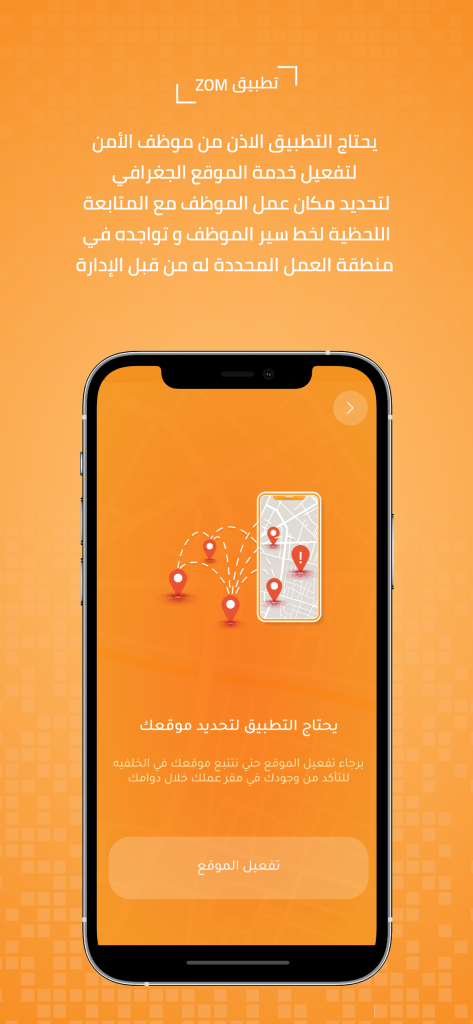 تطبيق ZOM
يحتاج التطبيق الاذن من موظف الأمن
لتفعيل خدمة الموقع الجغرافي
لتحديد مكان عمل الموظف مع المتابعة
اللحظية لخط سير الموظف و تواجده في
منطقة العمل المحددة له من قبل الإدارة
يحتاج التطبيق لتحديد موقعك
برجاء تفعيل الموقع حتي نتتبع موقعك في الخلفيه
للتأكد من وجودك في مقر عملك خلال دوامك
تفعيل الموقع